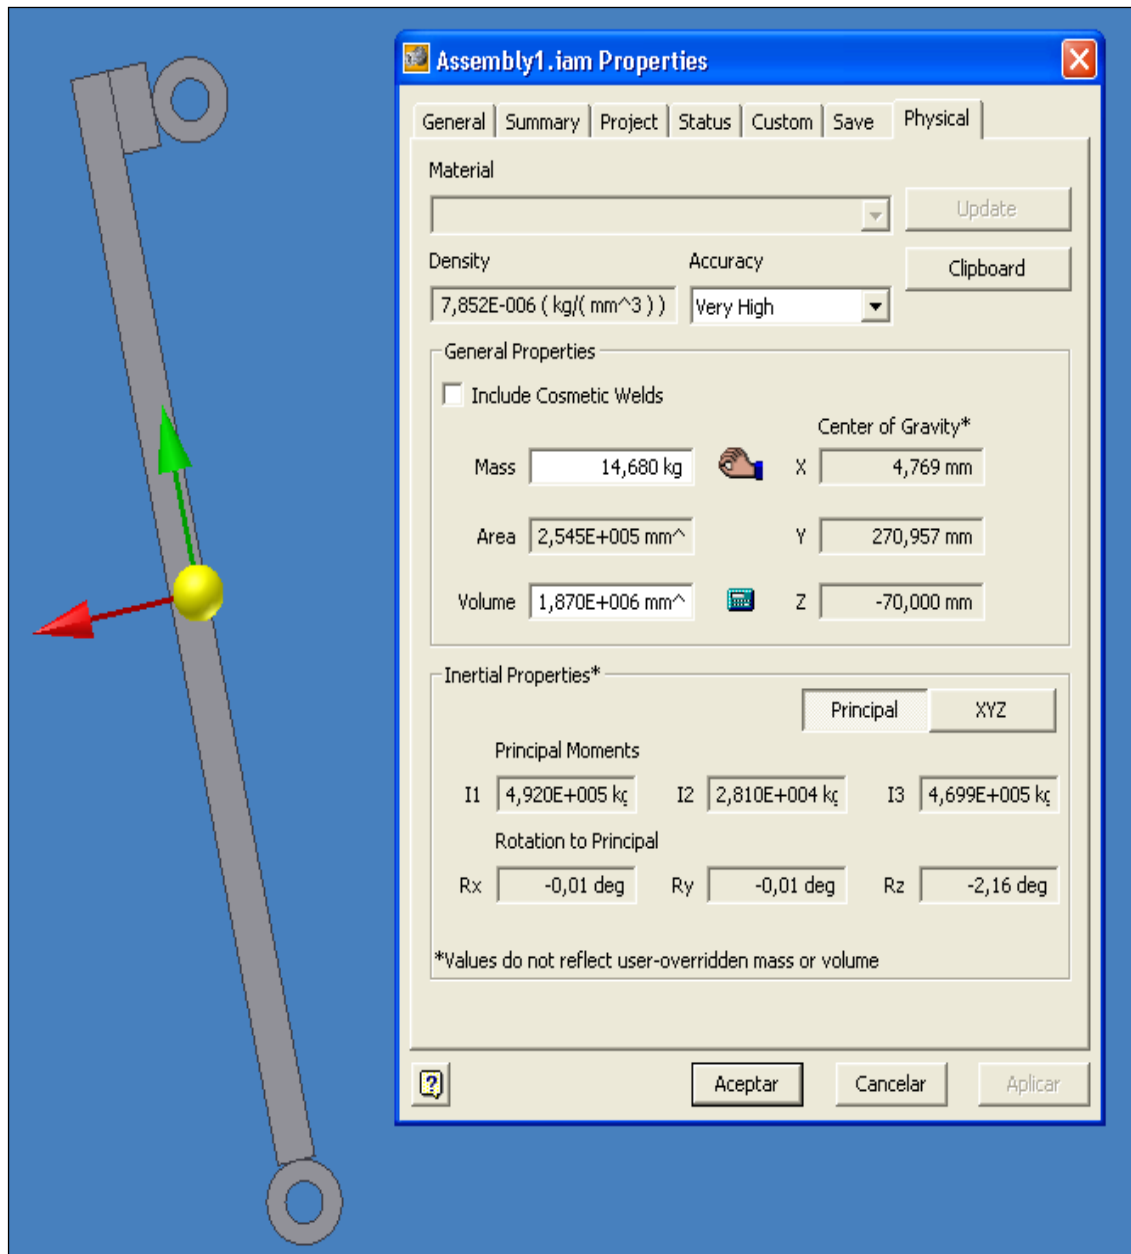 Assembly1.iam Properties
General Summary Project Status Custom Save Physical
Material
Update
Density Accuracy Clipboard
7,852E-006 ( kg/( mm^3 ) ) Very High
General Properties
Include Cosmetic Welds
Center of Gravity*
Mass 14,680 kg X 4,769 mm
Area 2,545E+005 mm^ Y 270,957 mm
Volume 1,870E+006 mm^ Z -70,000 mm
Inertial Properties*
Principal XYZ
Principal Moments
I1 4,920E+005 kg I2 2,810E+004 kg I3 4,699E+005 kg
Rotation to Principal
Rx -0,01 deg Ry -0,01 deg Rz -2,16 deg
*Values do not reflect user-overridden mass or volume
? Aceptar Cancelar Aplicar